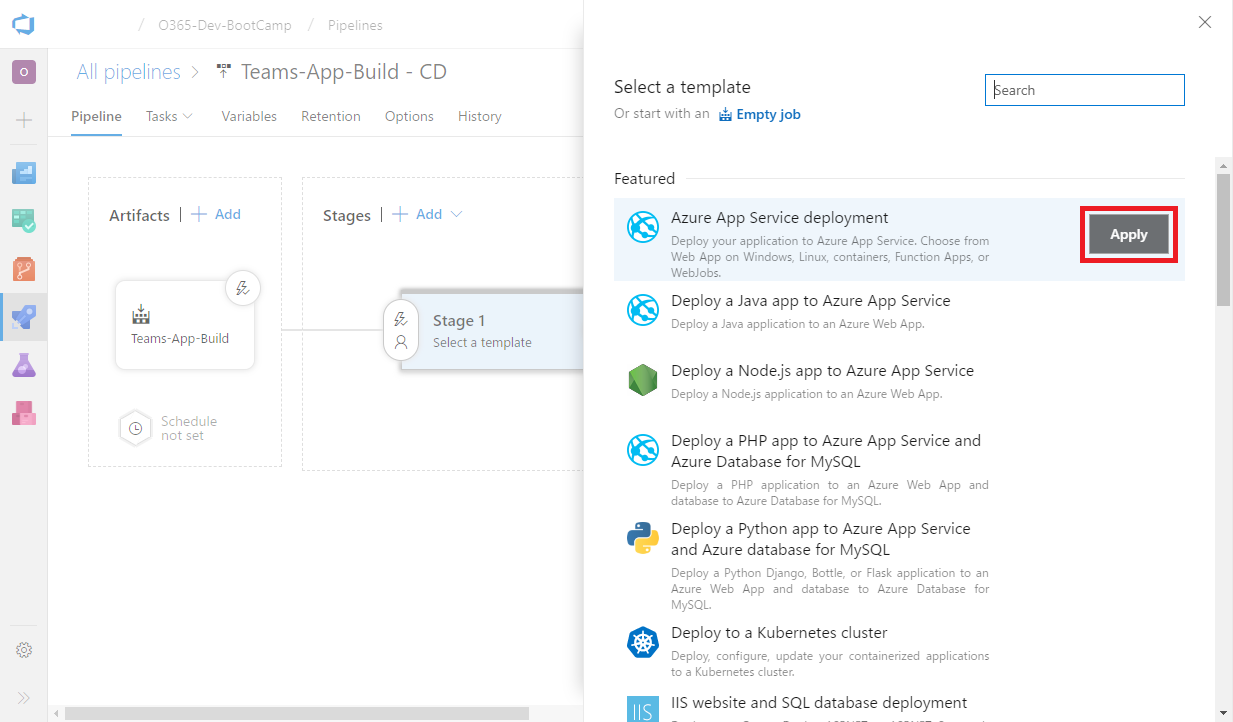 / O365-Dev-BootCamp / Pipelines
O
All pipelines > Teams-App-Build - CD
Pipeline Tasks Variables Retention Options History
Artifacts | + Add
Stages | + Add
Teams-App-Build
Stage 1
Select a template
Schedule
not set
Select a template
Search
Or start with an Empty job
Featured
Azure App Service deployment
Deploy your application to Azure App Service. Choose from
Web App on Windows, Linux, containers, Function Apps, or
WebJobs.
Apply
Deploy a Java app to Azure App Service
Deploy a Java application to an Azure Web App.
Deploy a Node.js app to Azure App Service
Deploy a Node.js application to an Azure Web App.
Deploy a PHP app to Azure App Service and
Azure Database for MySQL
Deploy a PHP application to an Azure Web App and
database to Azure Database for MySQL.
Deploy a Python app to Azure App Service
and Azure database for MySQL
Deploy a Python Django, Bottle, or Flask application to an
Azure Web App and database to Azure Database for
MySQL.
Deploy to a Kubernetes cluster
Deploy, configure, update your containerized applications
to a Kubernetes cluster.
IIS
IIS website and SQL database deployment